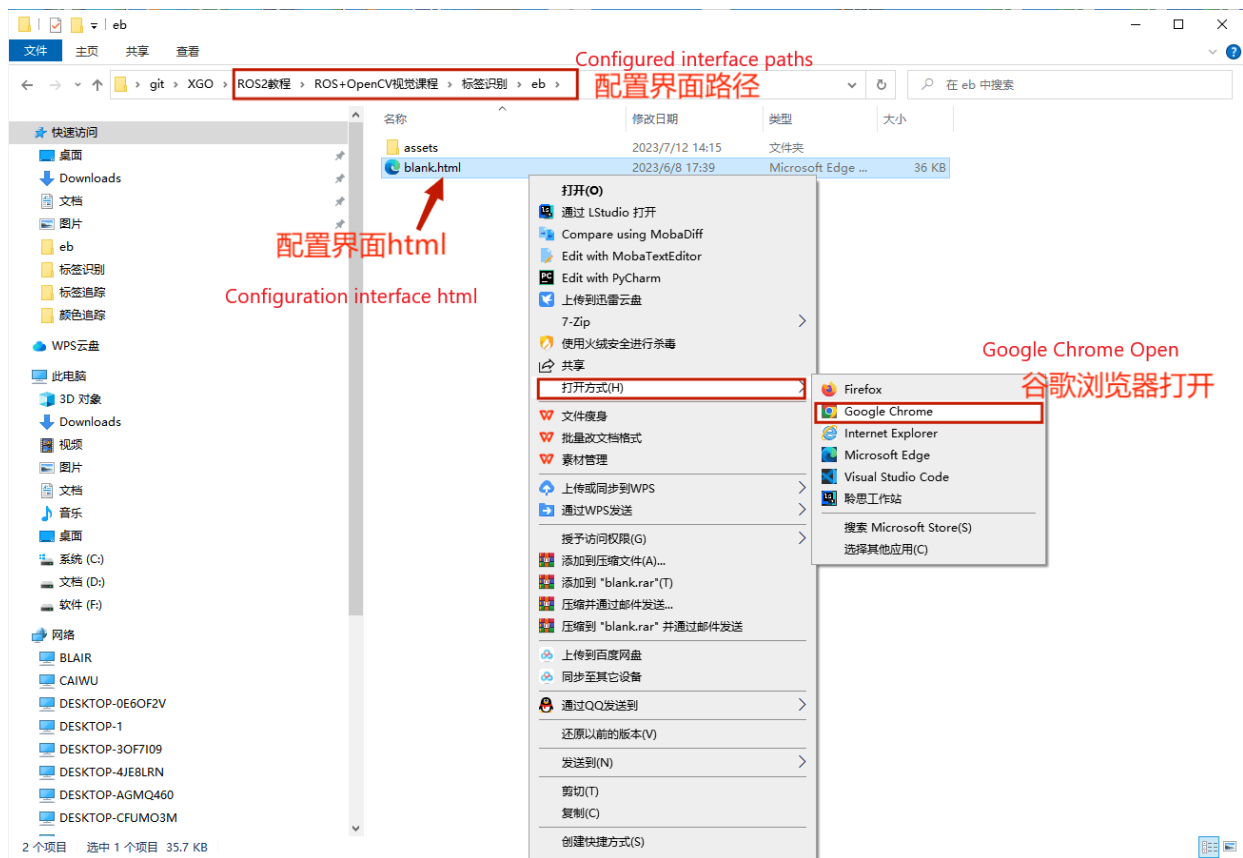 eb
文件 主页 共享 查看
Configured interface paths
配置界面路径
git › XGO › ROS2教程 › ROS+OpenCV视觉课程 › 标签识别 › eb ›
在 eb 中搜索
名称 修改日期 类型 大小
assets 2023/7/12 14:15 文件夹
blank.html 2023/6/8 17:39 Microsoft Edge ... 36 KB
配置界面html
Configuration interface html
快速访问
桌面
Downloads
文档
图片
eb
标签识别
标签追踪
颜色追踪
WPS云盘
此电脑
3D 对象
Downloads
视频
图片
文档
音乐
桌面
系统 (C:)
文档 (D:)
软件 (F:)
网络
BLAIR
CAIWU
DESKTOP-0E6OF2V
DESKTOP-1
DESKTOP-3OF7I09
DESKTOP-4JE8LRN
DESKTOP-AGMQ460
DESKTOP-CFUMO3M
打开(O)
通过 LStudio 打开
Compare using MobaDiff
Edit with MobaTextEditor
Edit with PyCharm
上传到迅雷云盘
7-Zip
使用火绒安全进行杀毒
共享
打开方式(H)
文件瘦身
批量改文档格式
素材管理
上传或同步到WPS
通过WPS发送
授予访问权限(G)
添加到压缩文件(A)...
添加到 "blank.rar"(T)
压缩并通过邮件发送...
压缩到 "blank.rar" 并通过邮件发送
上传到百度网盘
同步至其它设备
通过QQ发送到
还原以前的版本(V)
发送到(N)
剪切(T)
复制(C)
创建快捷方式(S)
Google Chrome Open
谷歌浏览器打开
Firefox
Google Chrome
Internet Explorer
Microsoft Edge
Visual Studio Code
聆思工作站
搜索 Microsoft Store(S)
选择其他应用(C)
2 个项目 选中 1 个项目 35.7 KB